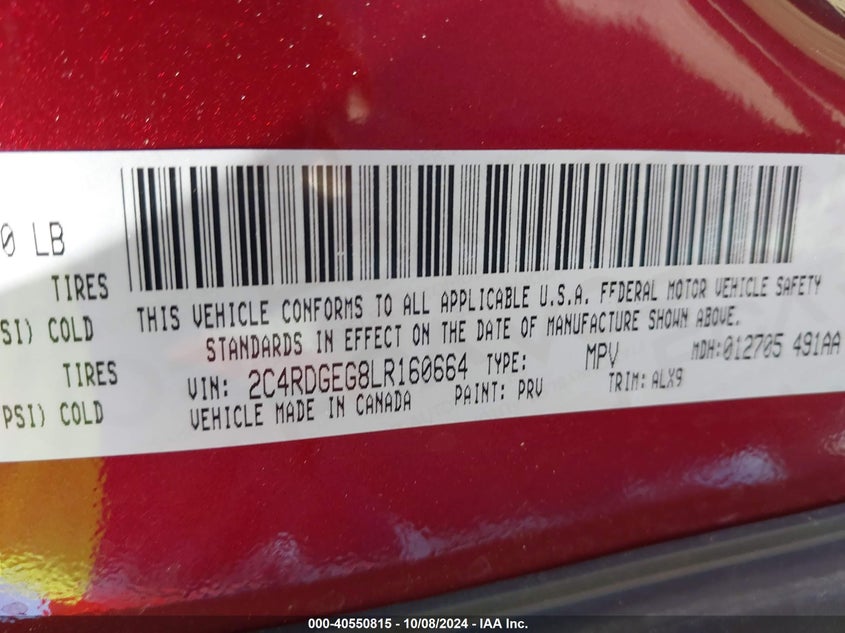 0 LB
TIRES
SI) COLD
TIRES
PSI) COLD
THIS VEHICLE CONFORMS TO ALL APPLICABLE U.S.A. FFDERAL MOTOR VEHICLE SAFETY
STANDARDS IN EFFECT ON THE DATE OF MANUFACTURE SHOWN ABOVE.
VIN: 2C4RDGEG8LR160664 TYPE: MPV MDH:012705 491AA
VEHICLE MADE IN CANADA PAINT: PRV TRIM: ALX9
000-40550815 - 10/08/2024 - IAA Inc.